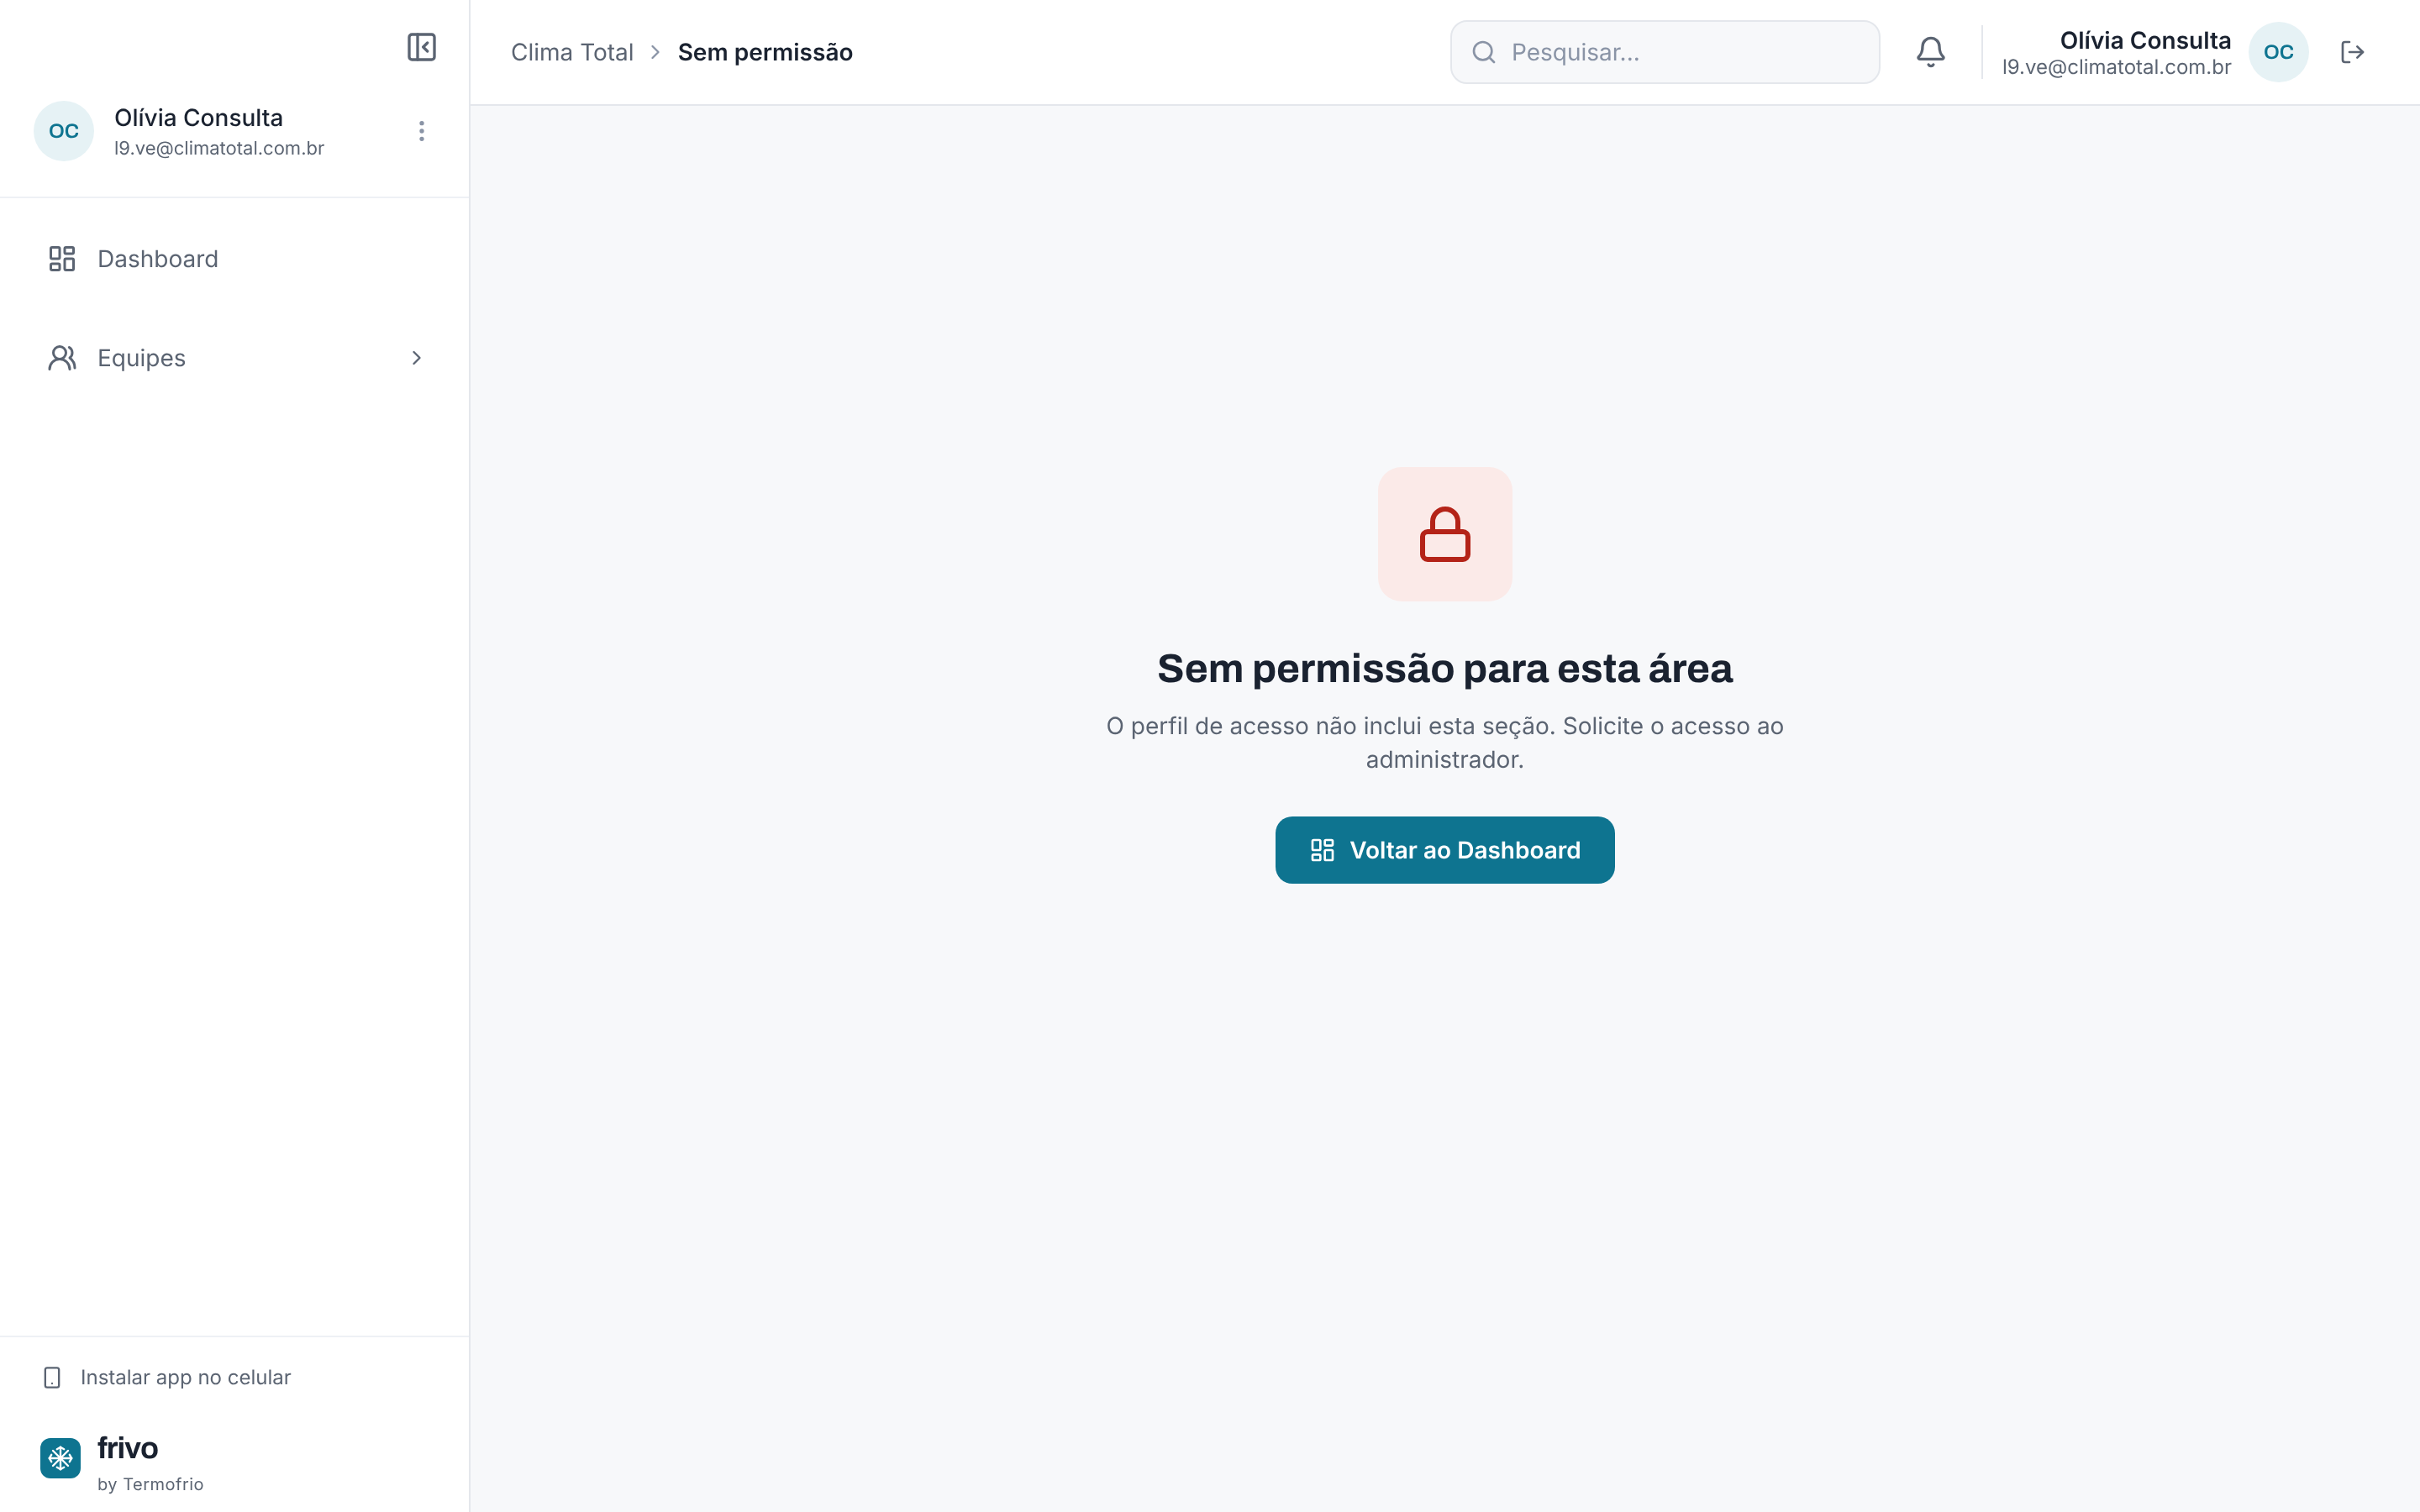 OC
Olívia Consulta
l9.ve@climatotal.com.br
Dashboard
Equipes
Instalar app no celular
frivo
by Termofrio
Clima Total > Sem permissão
Pesquisar...
Olívia Consulta
l9.ve@climatotal.com.br
OC
Sem permissão para esta área
O perfil de acesso não inclui esta seção. Solicite o acesso ao
administrador.
Voltar ao Dashboard